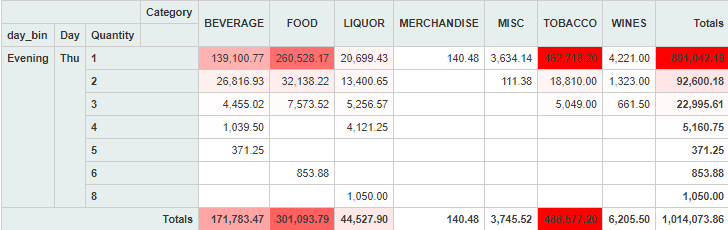 Category
BEVERAGE FOOD LIQUOR MERCHANDISE MISC TOBACCO WINES Totals
day_bin Day Quantity
Evening Thu 1 139,100.77 260,528.17 20,699.43 140.48 3,634.14 462,718.20 4,221.00 891,042.19
2 26,816.93 32,138.22 13,400.65 111.38 18,810.00 1,323.00 92,600.18
3 4,455.02 7,573.52 5,256.57 5,049.00 661.50 22,995.61
4 1,039.50 4,121.25 5,160.75
5 371.25 371.25
6 853.88 853.88
8 1,050.00 1,050.00
Totals 171,783.47 301,093.79 44,527.90 140.48 3,745.52 486,577.20 6,205.50 1,014,073.86